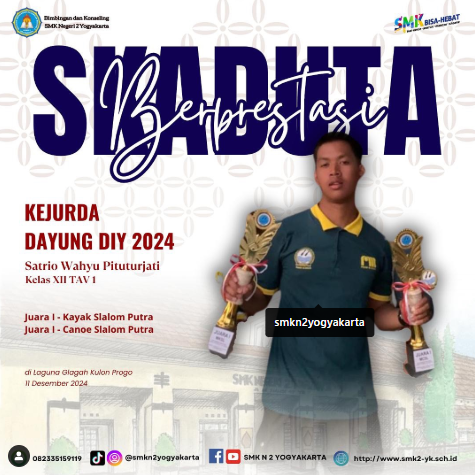 Bimbingan dan Konseling
SMK Negeri 2 Yogyakarta
SMK BISA-HEBAT
SKADUTA
Berprestasi
KEJURDA
DAYUNG DIY 2024
Satrio Wahyu Pituturjati
Kelas XII TAV 1
Juara I - Kayak Slalom Putra
Juara I - Canoe Slalom Putra
smkn2yogyakarta
di Laguna Glagah Kulon Progo
11 Desember 2024
JUARA I
JUARA I
082335159119
@smkn2yogyakarta
SMK N 2 YOGYAKARTA
http://www.smk2-yk.sch.id